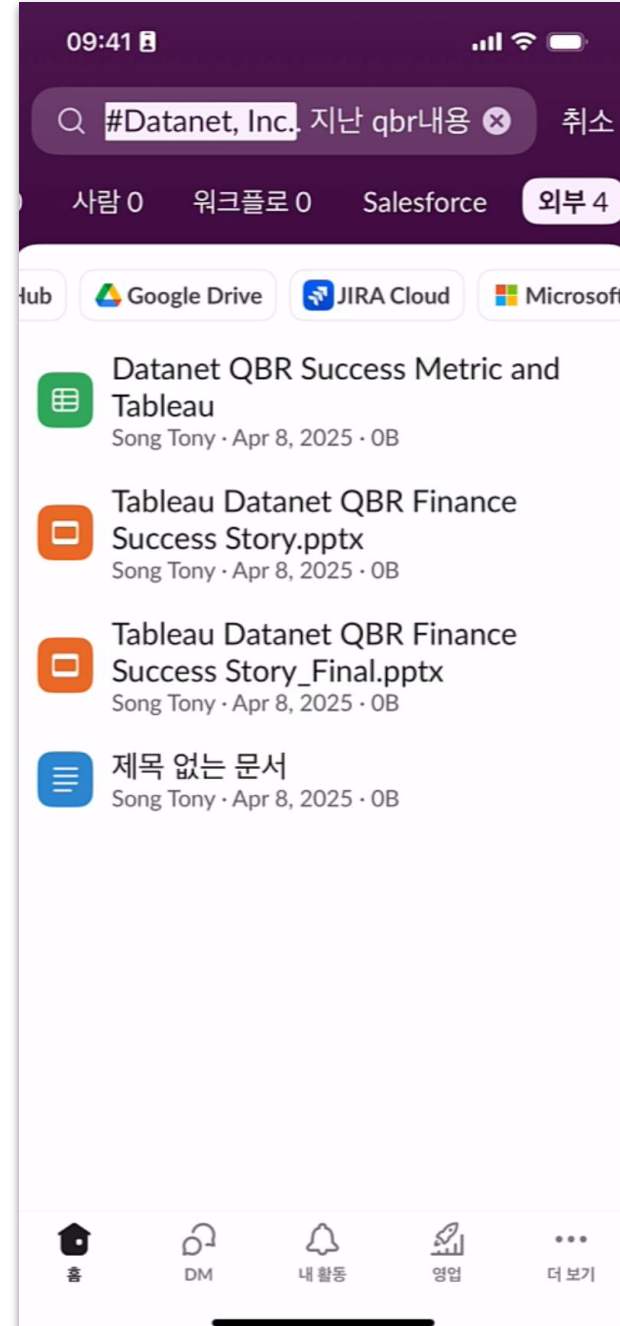 09:41
#Datanet, Inc.. 지난 qbr내용
취소
사람 0 워크플로 0 Salesforce 외부 4
Hub Google Drive JIRA Cloud Microsoft
Datanet QBR Success Metric and
Tableau
Song Tony · Apr 8, 2025 · 0B
Tableau Datanet QBR Finance
Success Story.pptx
Song Tony · Apr 8, 2025 · 0B
Tableau Datanet QBR Finance
Success Story_Final.pptx
Song Tony · Apr 8, 2025 · 0B
제목 없는 문서
Song Tony · Apr 8, 2025 · 0B
홈 DM 내 활동 영업 더 보기